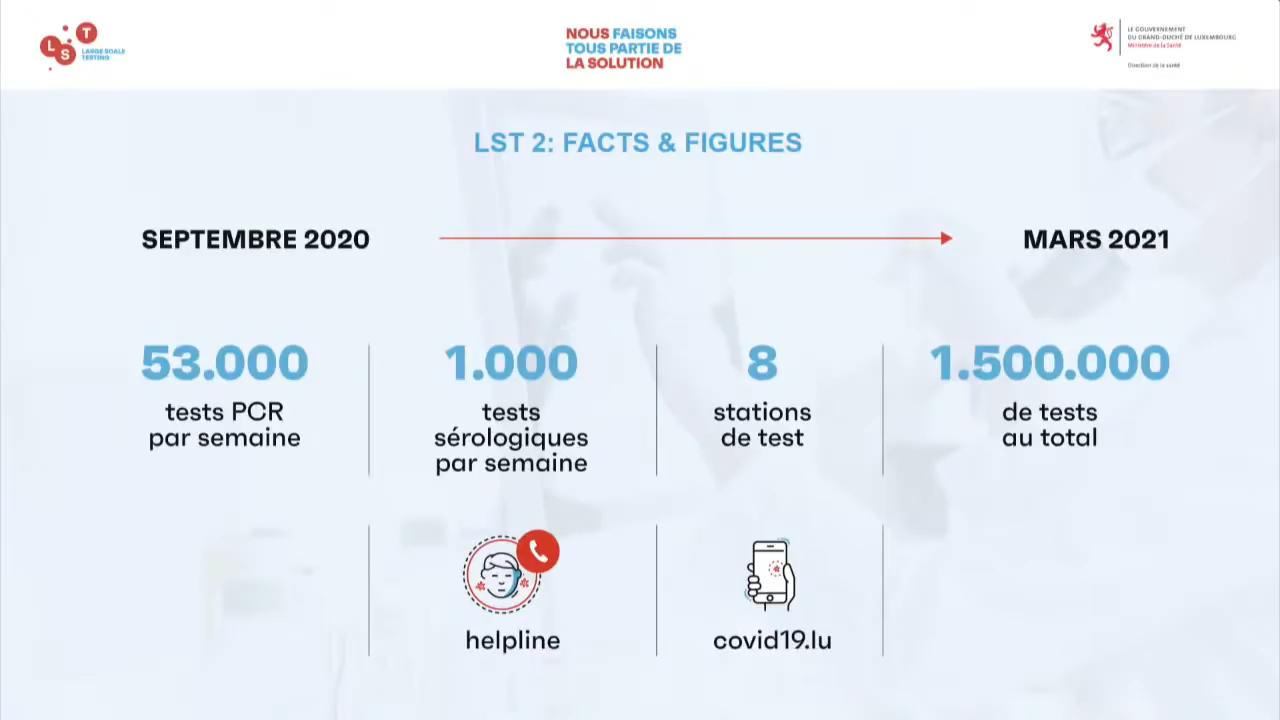 L S T
LARGE SCALE
TESTING
NOUS FAISONS
TOUS PARTIE DE
LA SOLUTION
LE GOUVERNEMENT
DU GRAND-DUCHÉ DE LUXEMBOURG
Ministère de la Santé
Direction de la santé
LST 2: FACTS & FIGURES
SEPTEMBRE 2020
MARS 2021
53.000
tests PCR
par semaine
1.000
tests
sérologiques
par semaine
8
stations
de test
1.500.000
de tests
au total
helpline
covid19.lu